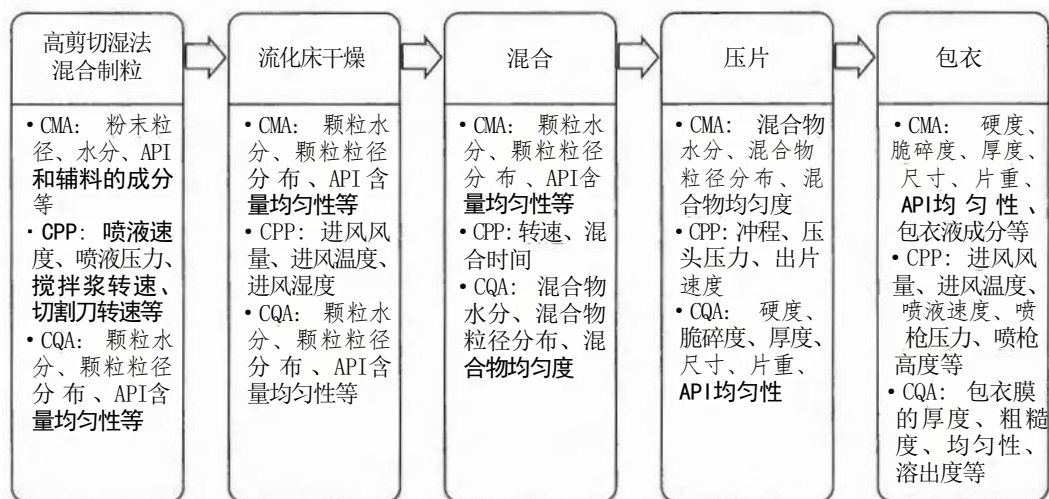 高剪切湿法
混合制粒
• CMA: 粉末粒
径、水分、API
和辅料的成分
等
• CPP: 喷液速
度、喷液压力、
搅拌浆转速、
切割刀转速等
• CQA: 颗粒水
分、颗粒粒径
分布、API含
量均匀性等
流化床干燥
• CMA: 颗粒水
分、颗粒粒径
分布、API 含
量均匀性等
• CPP: 进风风
量、进风温度、
进风湿度
• CQA: 颗粒水
分、颗粒粒径
分布、API含
量均匀性等
混合
• CMA: 颗粒水
分、颗粒粒径
分布、API含
量均匀性等
• CPP: 转速、混
合时间
• CQA: 混合物
水分、混合物
粒径分布、混
合物均匀度
压片
• CMA: 混合物
水分、混合物
粒径分布、混
合物均匀度
• CPP: 冲程、压
头压力、出片
速度
• CQA: 硬度、
脆碎度、厚度、
尺寸、片重、
API均匀性
包衣
• CMA: 硬度、
脆碎度、厚度、
尺寸、片重、
API均匀性、
包衣液成分等
• CPP: 进风风
量、进风温度、
喷液速度、喷
枪压力、喷枪
高度等
• CQA: 包衣膜
的厚度、粗糙
度、均匀性、
溶出度等